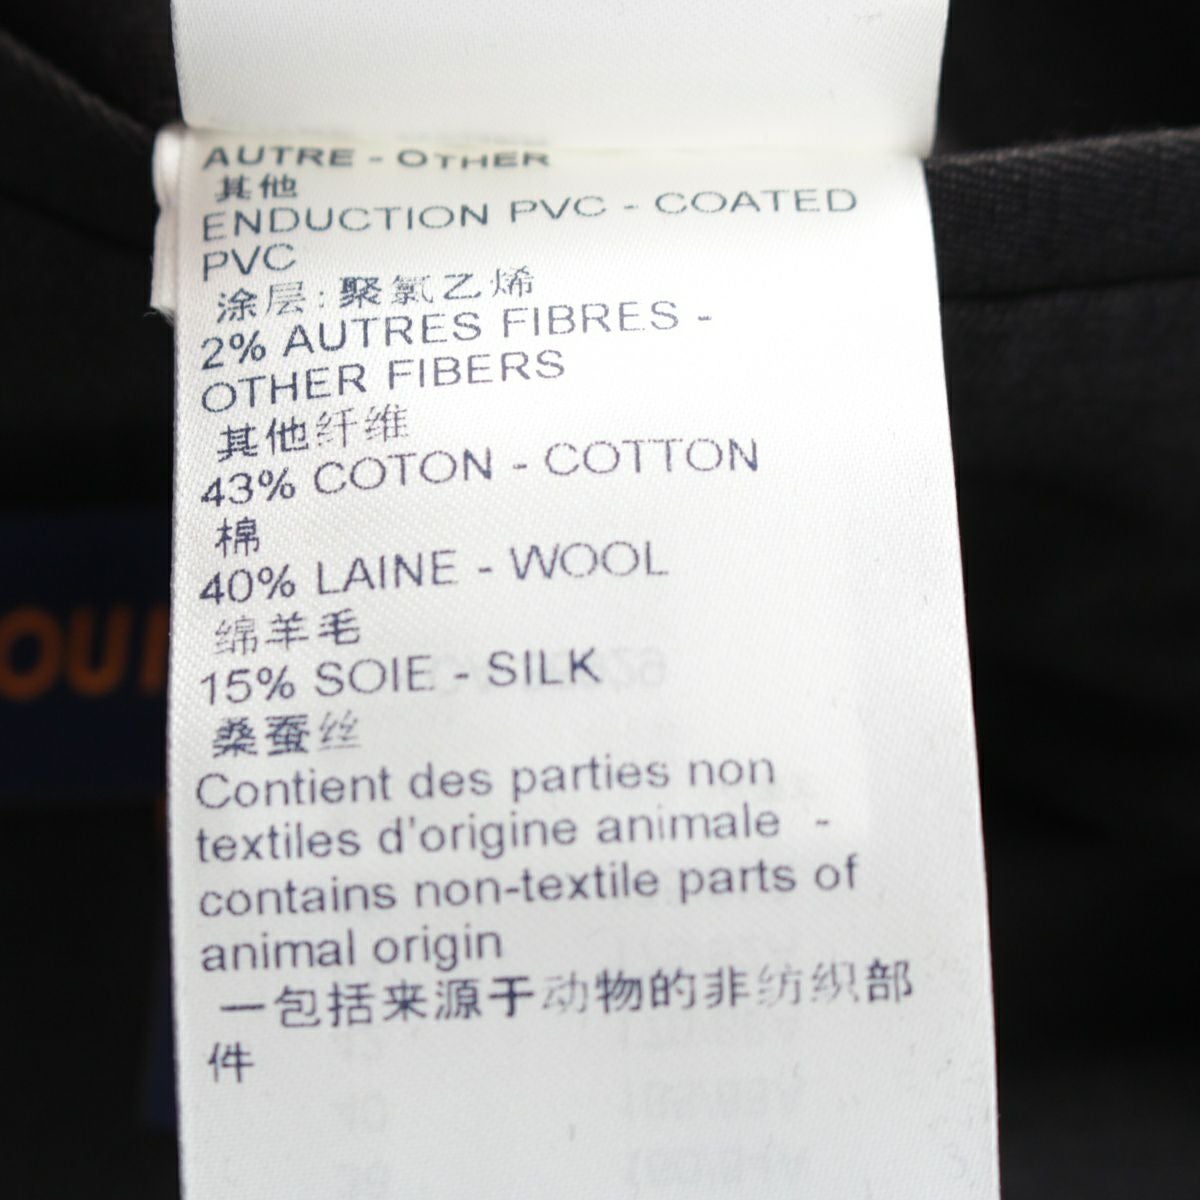 AUTRE - OTHER
其他
ENDUCTION PVC - COATED
PVC
涂层:聚氯乙烯
2% AUTRES FIBRES -
OTHER FIBERS
其他纤维
43% COTON - COTTON
棉
40% LAINE - WOOL
绵羊毛
15% SOIE - SILK
桑蚕丝
Contient des parties non
textiles d'origine animale -
contains non-textile parts of
animal origin
一包括来源于动物的非纺织部
件
OUI